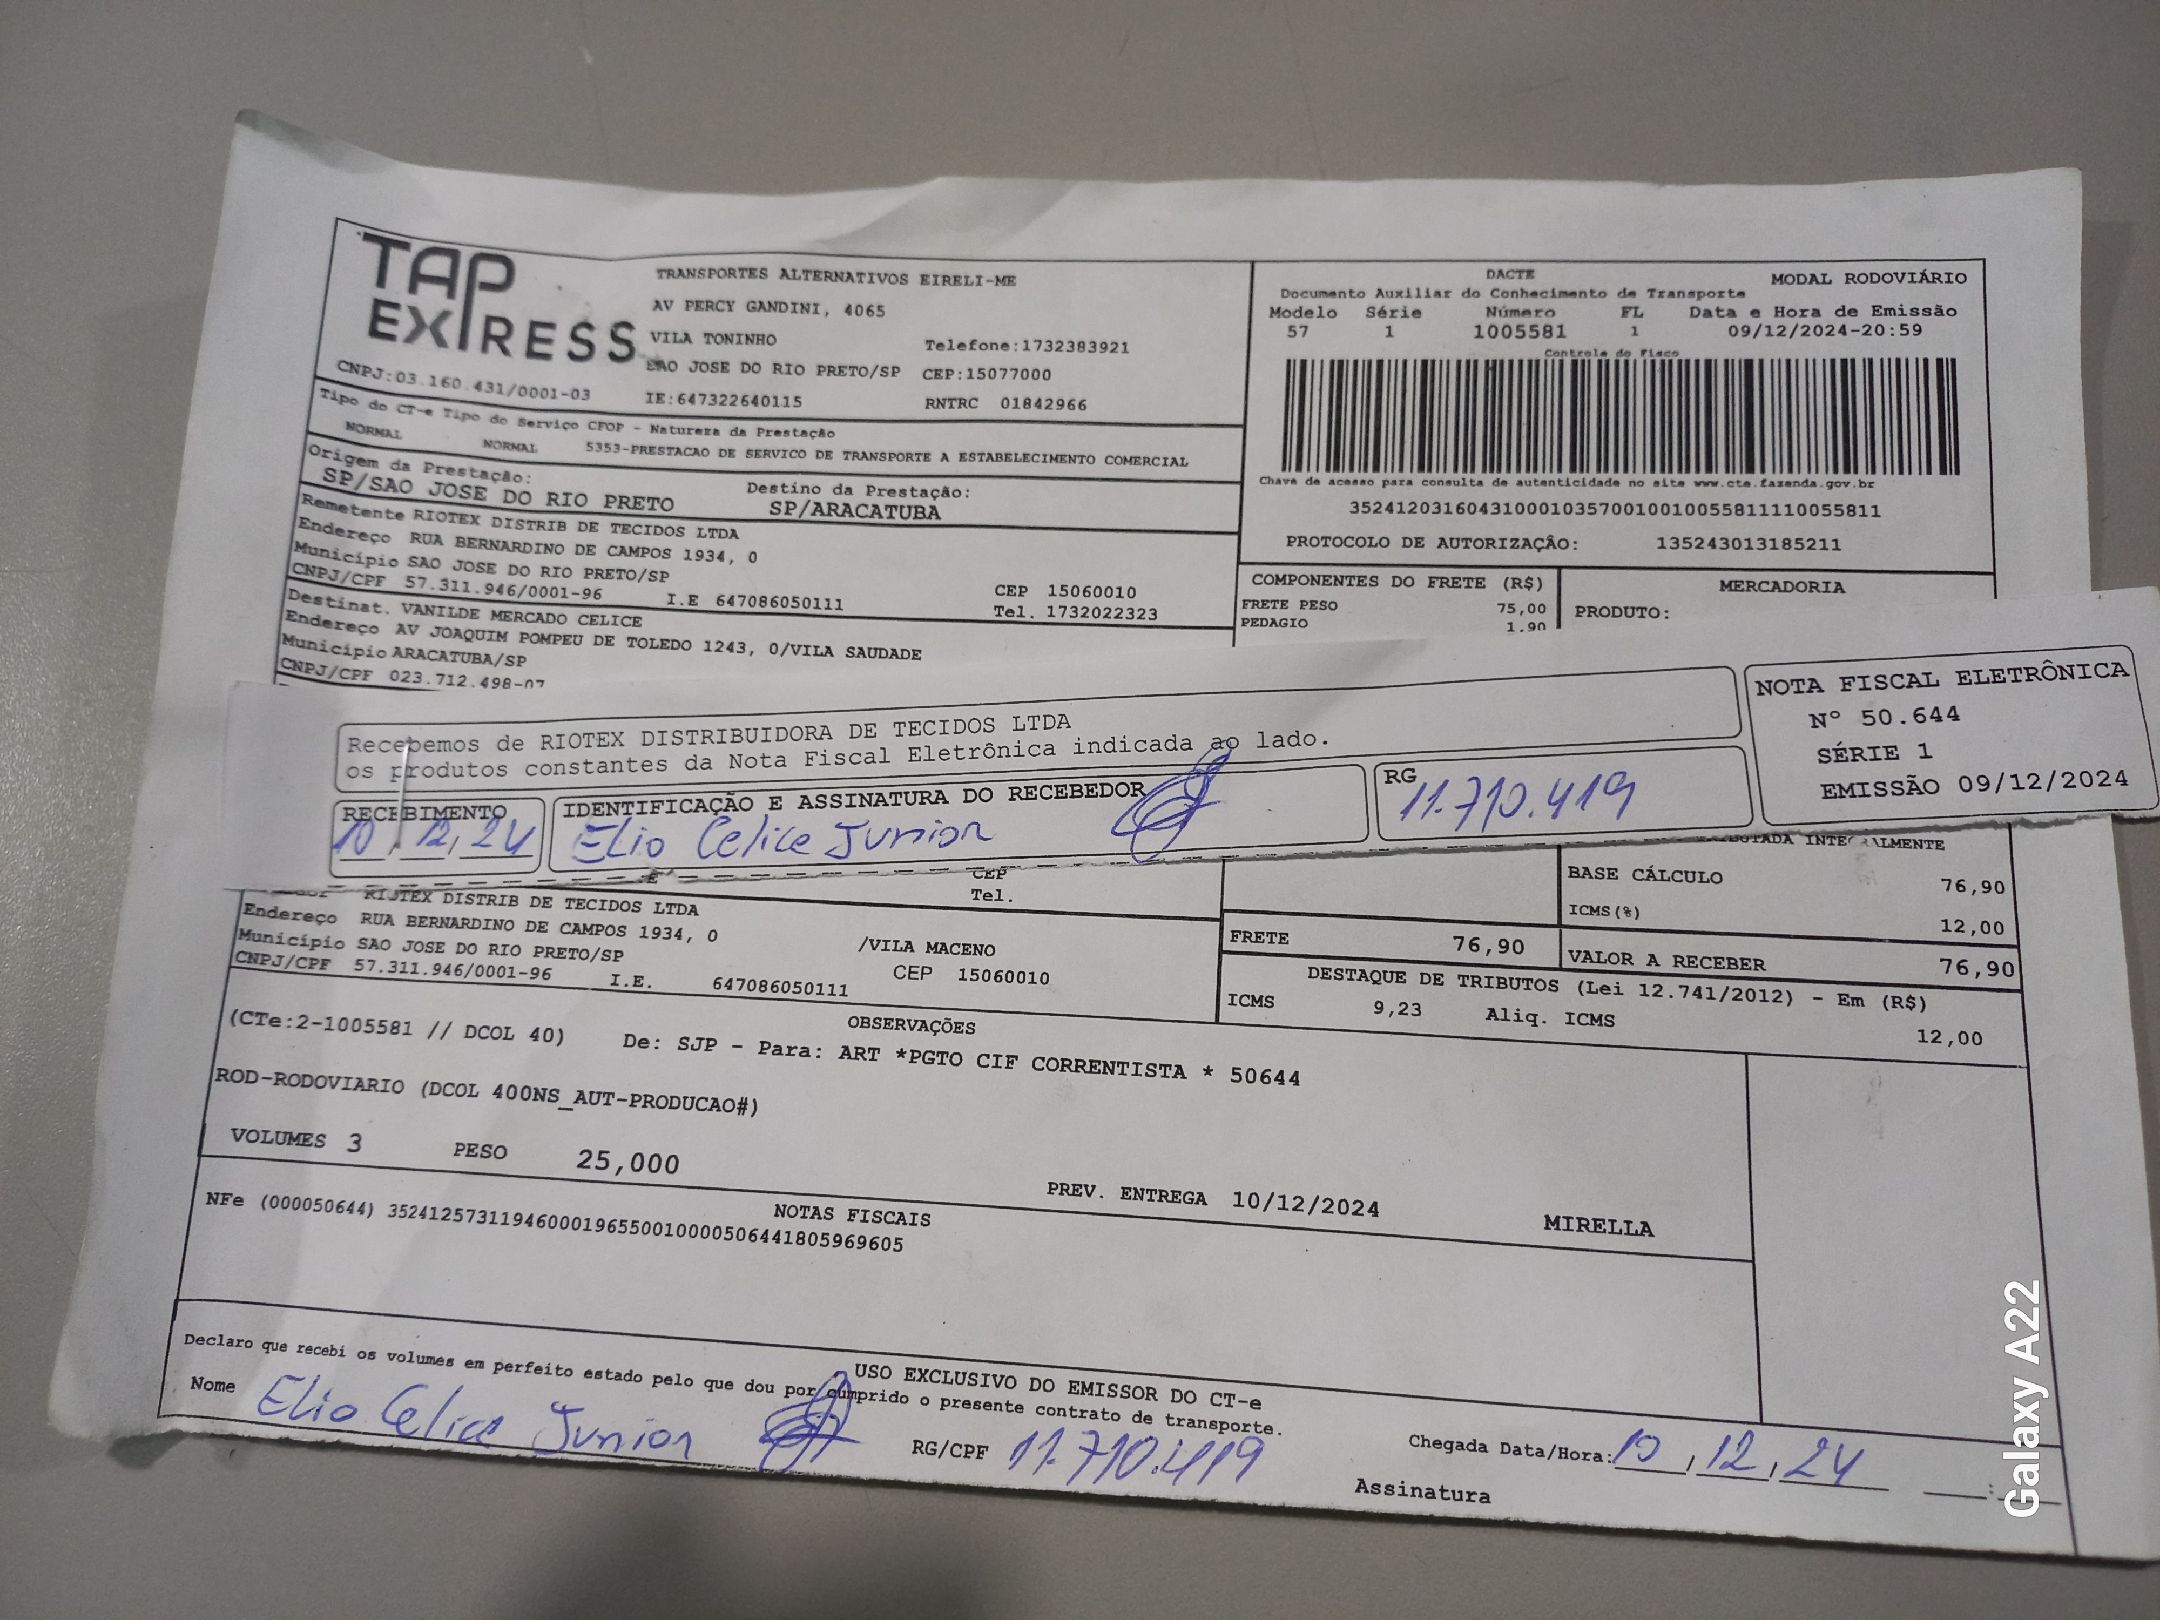 TAP
EXPRESS
TRANSPORTES ALTERNATIVOS EIRELI-ME
AV PERCY GANDINI, 4065
VILA TONINHO
Telefone:1732383921
SAO JOSE DO RIO PRETO/SP CEP:15077000
CNPJ:03.160.431/0001-03
IE:647322640115
RNTRC 01842966
DACTE
MODAL RODOVIÁRIO
Documento Auxiliar do Conhecimento de Transporte
Modelo Série Número FL Data e Hora de Emissão
57 1 1005581 1 09/12/2024-20:59
Controle do Fisco
Chave de acesso para consulta de autenticidade no site www.cte.fazenda.gov.br
35241203160431000103570010010055811110055811
PROTOCOLO DE AUTORIZAÇÃO: 135243013185211
Tipo do CT-e Tipo do Serviço CFOP - Natureza da Prestação
NORMAL NORMAL 5353-PRESTACAO DE SERVICO DE TRANSPORTE A ESTABELECIMENTO COMERCIAL
Origem da Prestação: Destino da Prestação:
SP/SAO JOSE DO RIO PRETO SP/ARACATUBA
Remetente RIOTEX DISTRIB DE TECIDOS LTDA
Endereço RUA BERNARDINO DE CAMPOS 1934, 0
Município SAO JOSE DO RIO PRETO/SP CEP 15060010
CNPJ/CPF 57.311.946/0001-96 I.E 647086050111 Tel. 1732022323
Destinat. VANILDE MERCADO CELICE
Endereço AV JOAQUIM POMPEU DE TOLEDO 1243, 0/VILA SAUDADE
Município ARACATUBA/SP
CNPJ/CPF 023.712.498-07
COMPONENTES DO FRETE (R$)
FRETE PESO 75,00
PEDAGIO 1,90
MERCADORIA
PRODUTO:
Recebemos de RIOTEX DISTRIBUIDORA DE TECIDOS LTDA
os produtos constantes da Nota Fiscal Eletrônica indicada ao lado.
RECEBIMENTO
10/12/24
IDENTIFICAÇÃO E ASSINATURA DO RECEBEDOR
Elio Celice Junior
RG
11.710.419
NOTA FISCAL ELETRÔNICA
Nº 50.644
SÉRIE 1
EMISSÃO 09/12/2024
CEP
Tel.
RIOTEX DISTRIB DE TECIDOS LTDA
Endereço RUA BERNARDINO DE CAMPOS 1934, 0 /VILA MACENO
Município SAO JOSE DO RIO PRETO/SP CEP 15060010
CNPJ/CPF 57.311.946/0001-96 I.E. 647086050111
BASE CÁLCULO 76,90
ICMS(%) 12,00
FRETE 76,90 VALOR A RECEBER 76,90
DESTAQUE DE TRIBUTOS (Lei 12.741/2012) - Em (R$)
ICMS 9,23 Aliq. ICMS 12,00
OBSERVAÇÕES
(CTe:2-1005581 // DCOL 40) De: SJP - Para: ART *PGTO CIF CORRENTISTA * 50644
ROD-RODOVIARIO (DCOL 400NS_AUT-PRODUCAO#)
VOLUMES 3 PESO 25,000
PREV. ENTREGA 10/12/2024 MIRELLA
NOTAS FISCAIS
NFe (000050644) 35241257311946000196550010000506441805969605
USO EXCLUSIVO DO EMISSOR DO CT-e
Declaro que recebi os volumes em perfeito estado pelo que dou por cumprido o presente contrato de transporte.
Nome Elio Celice Junior RG/CPF 11.710.419 Chegada Data/Hora: 10/12/24 :
Assinatura
Galaxy A22